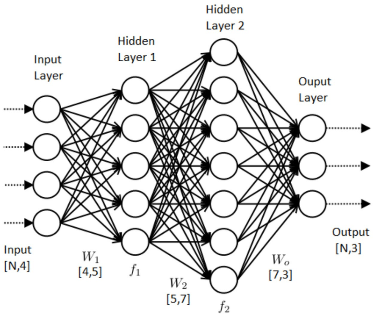 Hidden
Layer 2
Hidden
Layer 1
Input
Layer
Ouput
Layer
Input
[N,4]
W1
[4,5]
f1
W2
[5,7]
f2
Wo
[7,3]
Output
[N,3]